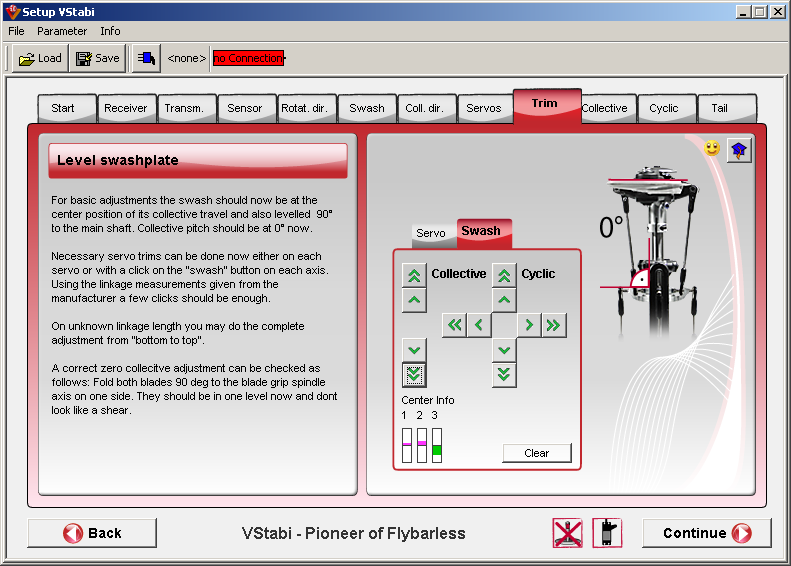 Setup VStabi
File Parameter Info
Load Save <none> no Connection
Start Receiver Transm. Sensor Rotat. dir. Swash Coll. dir. Servos Trim Collective Cyclic Tail
Level swashplate
For basic adjustments the swash should now be at the
center position of its collective travel and also levelled 90°
to the main shaft. Collective pitch should be at 0° now.
Necessary servo trims can be done now either on each
servo or with a click on the "swash" button on each axis.
Using the linkage measurements given from the
manufacturer a few clicks should be enough.
On unknown linkage length you may do the complete
adjustment from "bottom to top".
A correct zero collecitve adjustment can be checked as
follows: Fold both blades 90 deg to the blade grip spindle
axis on one side. They should be in one level now and dont
look like a shear.
Servo Swash
Collective Cyclic
Center Info
1 2 3
Clear
0°
Back
VStabi - Pioneer of Flybarless
Continue